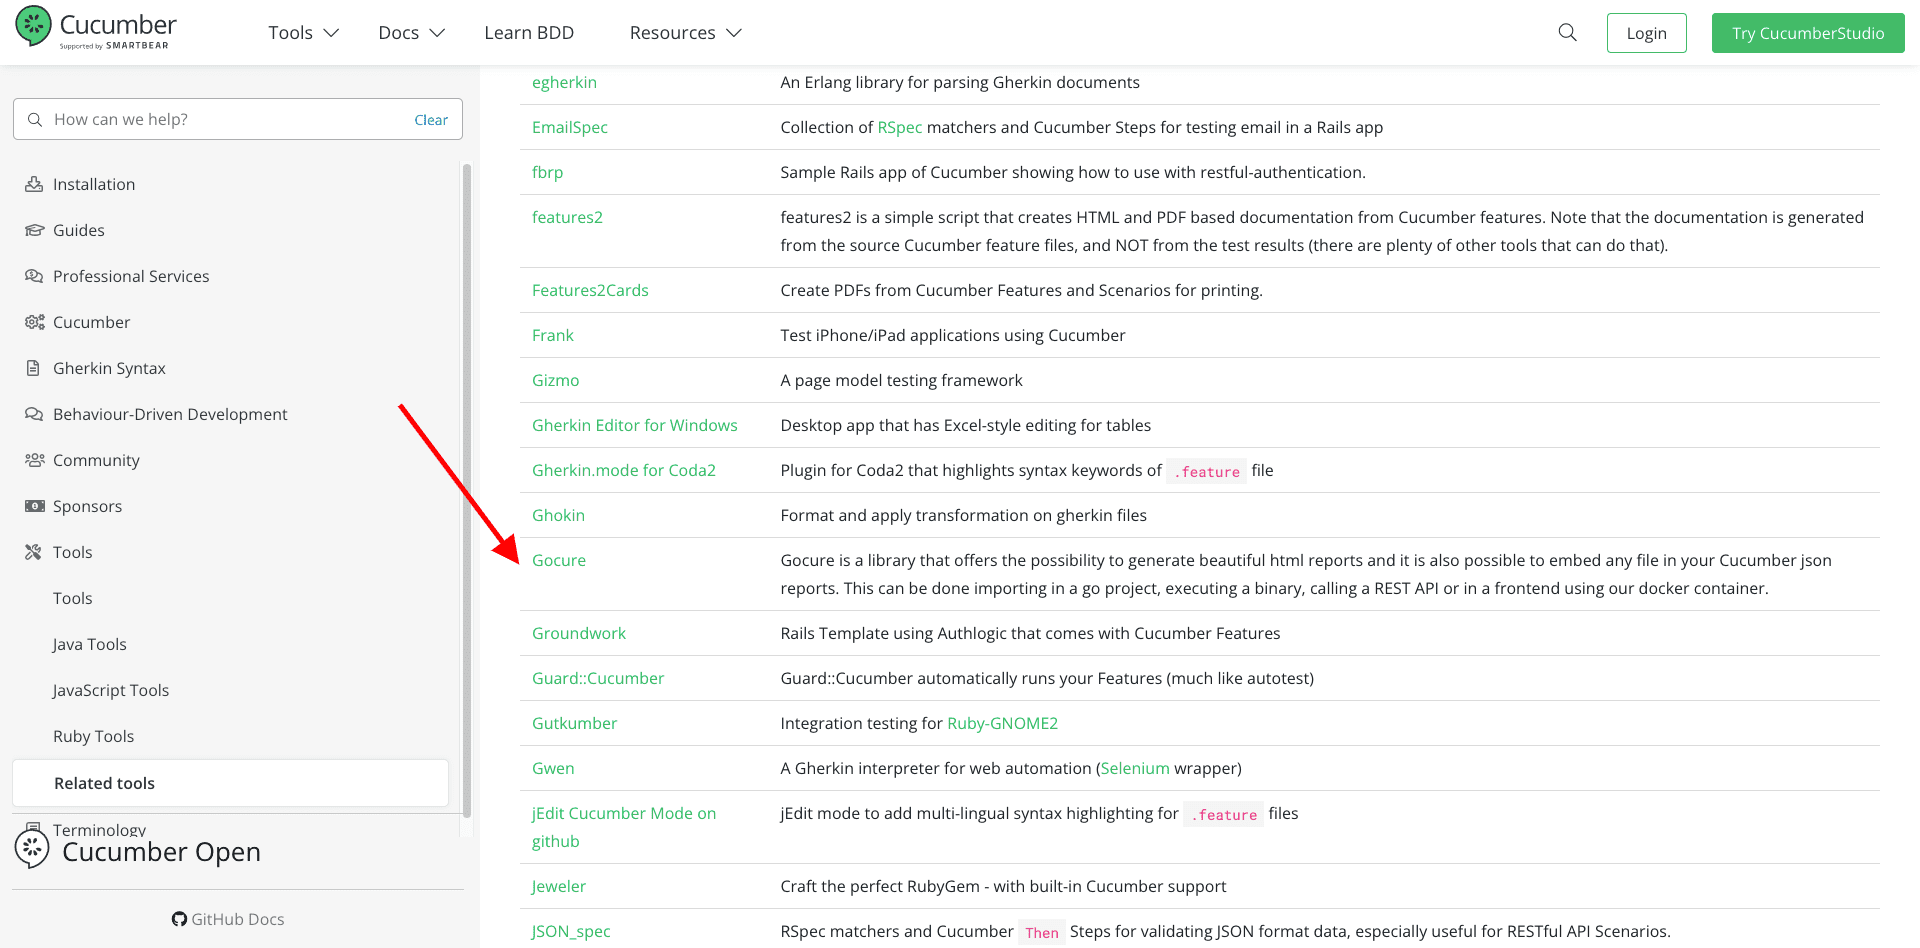 Cucumber
Supported by SMARTBEAR
Tools
Docs
Learn BDD
Resources
Login
Try CucumberStudio
How can we help?
Clear
Installation
Guides
Professional Services
Cucumber
Gherkin Syntax
Behaviour-Driven Development
Community
Sponsors
Tools
Tools
Java Tools
JavaScript Tools
Ruby Tools
Related tools
Terminology
Cucumber Open
GitHub Docs
egherkin An Erlang library for parsing Gherkin documents
EmailSpec Collection of RSpec matchers and Cucumber Steps for testing email in a Rails app
fbrp Sample Rails app of Cucumber showing how to use with restful-authentication.
features2 features2 is a simple script that creates HTML and PDF based documentation from Cucumber features. Note that the documentation is generated
from the source Cucumber feature files, and NOT from the test results (there are plenty of other tools that can do that).
Features2Cards Create PDFs from Cucumber Features and Scenarios for printing.
Frank Test iPhone/iPad applications using Cucumber
Gizmo A page model testing framework
Gherkin Editor for Windows Desktop app that has Excel-style editing for tables
Gherkin.mode for Coda2 Plugin for Coda2 that highlights syntax keywords of .feature file
Ghokin Format and apply transformation on gherkin files
Gocure Gocure is a library that offers the possibility to generate beautiful html reports and it is also possible to embed any file in your Cucumber json
reports. This can be done importing in a go project, executing a binary, calling a REST API or in a frontend using our docker container.
Groundwork Rails Template using Authlogic that comes with Cucumber Features
Guard::Cucumber Guard::Cucumber automatically runs your Features (much like autotest)
Gutkumber Integration testing for Ruby-GNOME2
Gwen A Gherkin interpreter for web automation (Selenium wrapper)
jEdit Cucumber Mode on jEdit mode to add multi-lingual syntax highlighting for .feature files
github
Jeweler Craft the perfect RubyGem - with built-in Cucumber support
JSON_spec RSpec matchers and Cucumber Then Steps for validating JSON format data, especially useful for RESTful API Scenarios.